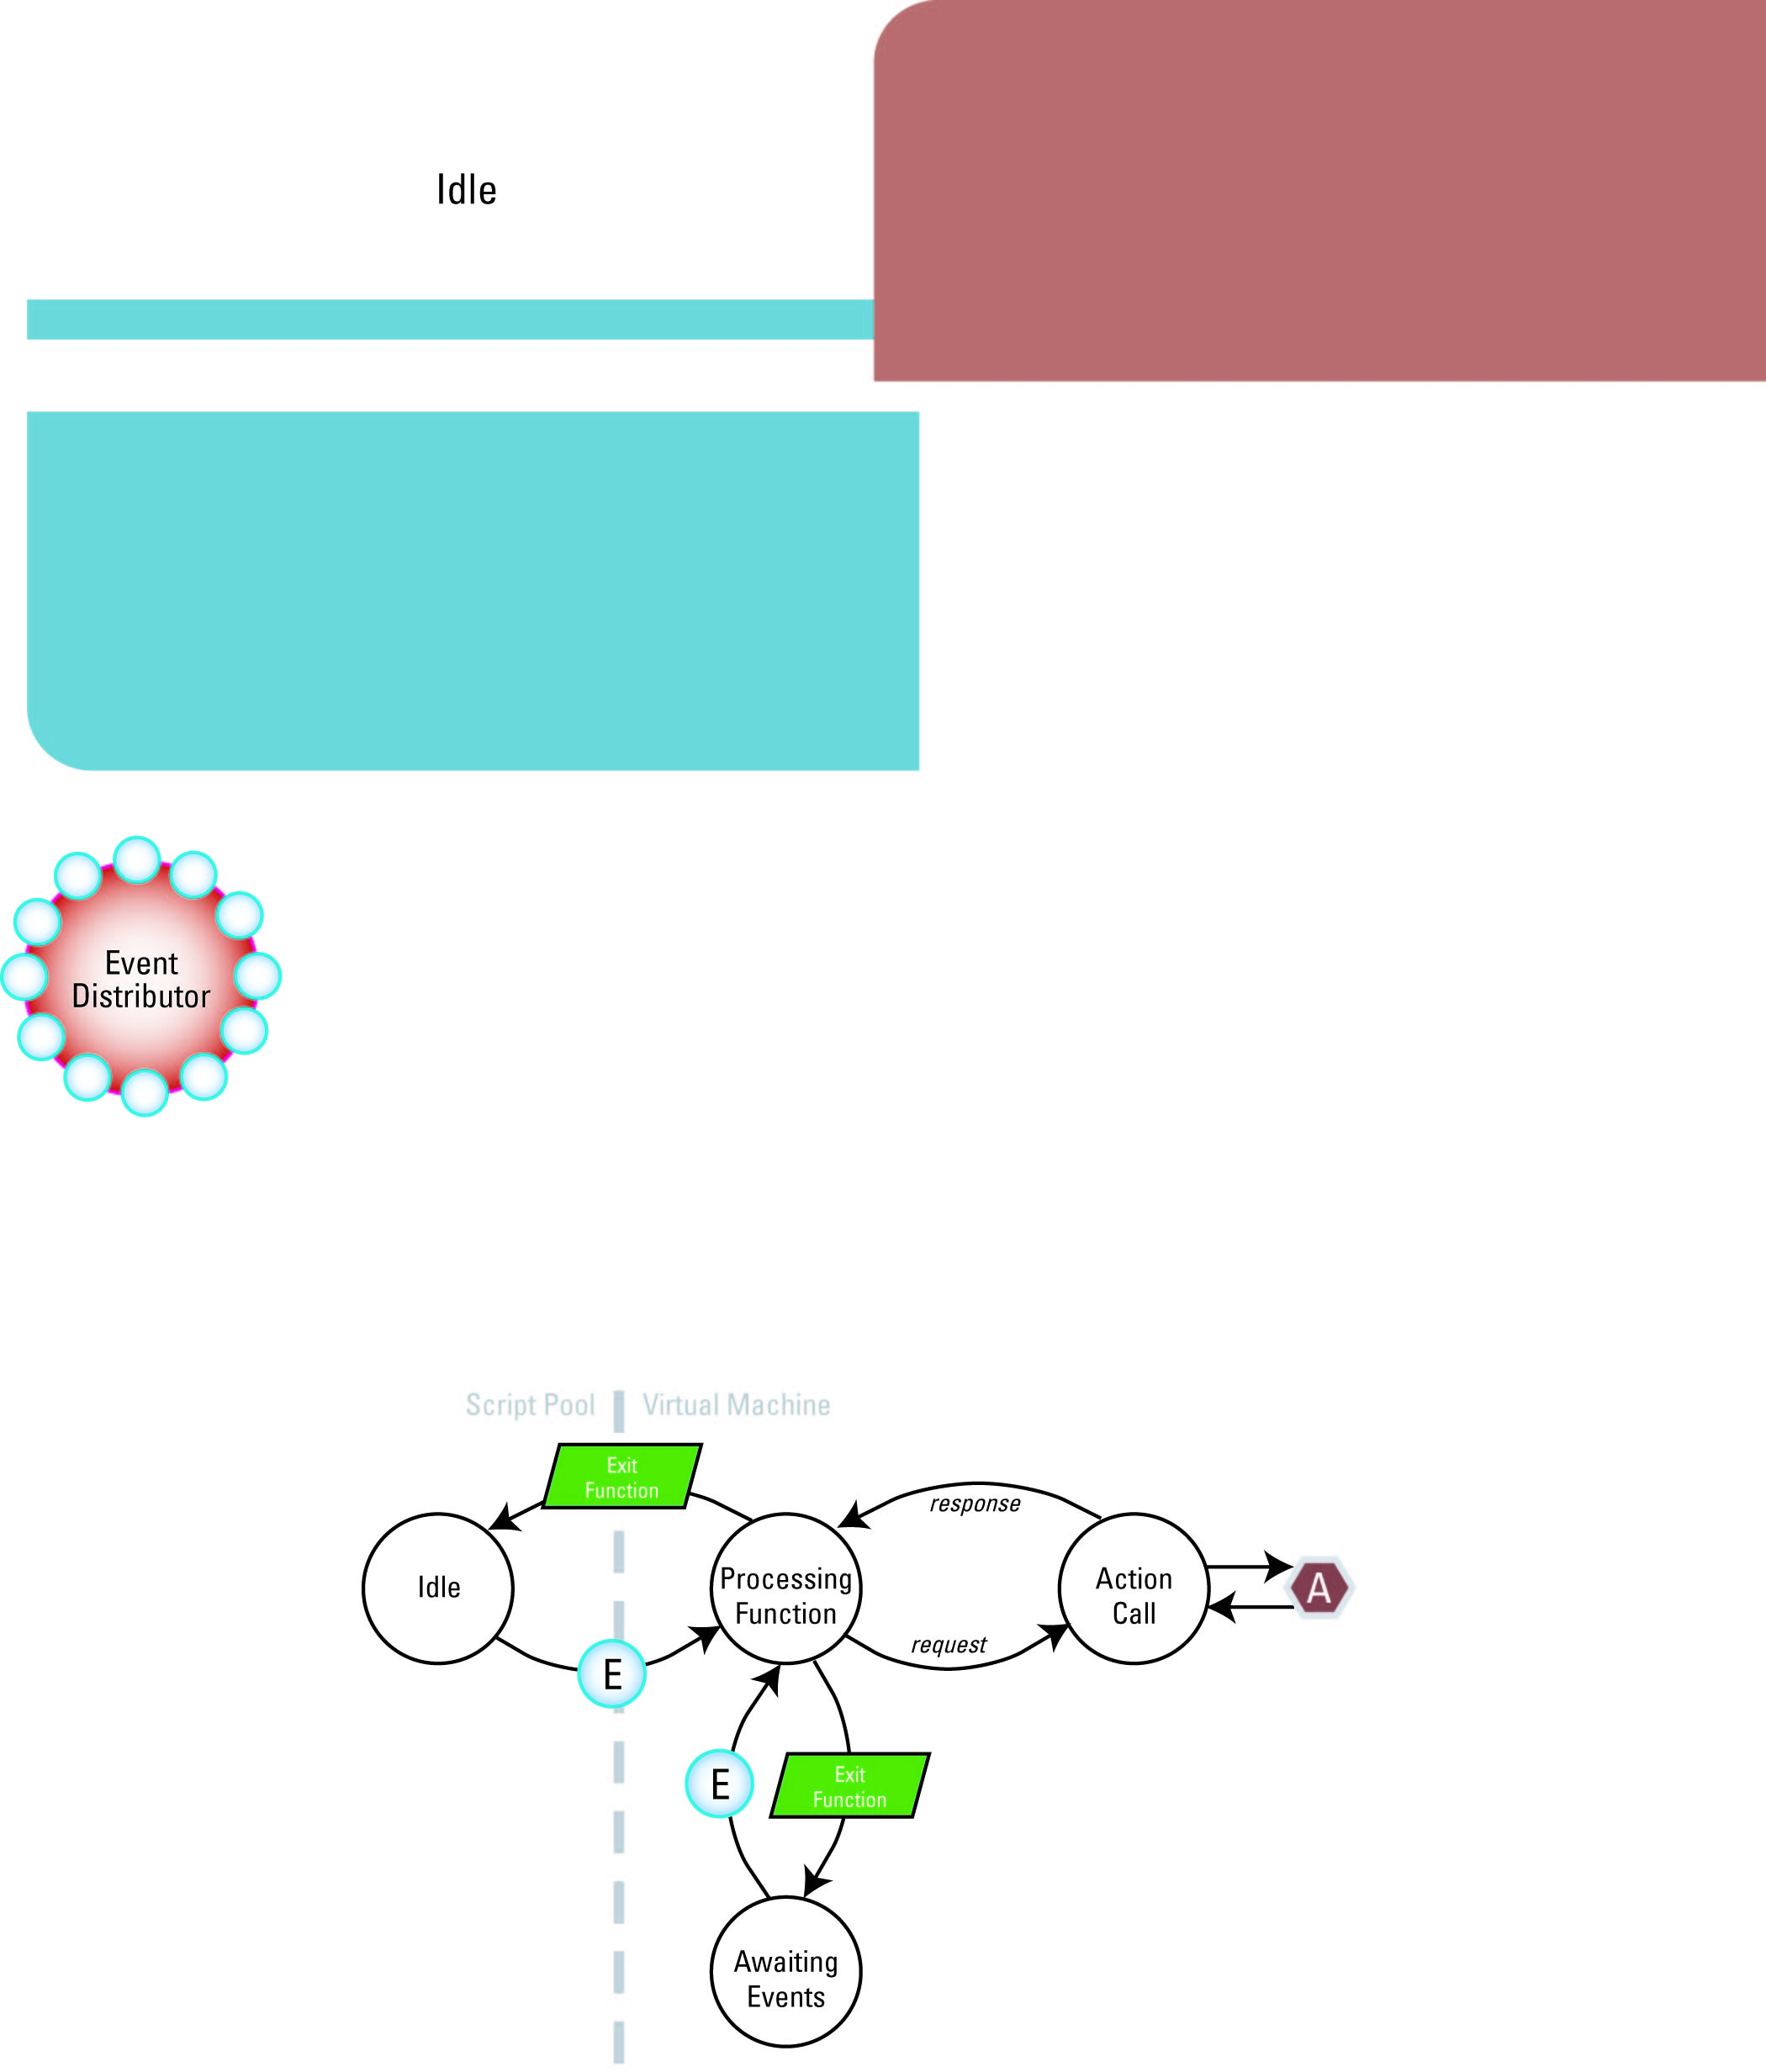 Idle
Event
Distributor
Script Pool
Virtual Machine
Exit
Function
response
Idle
Processing
Function
Action
Call
A
request
E
E
Exit
Function
Awaiting
Events